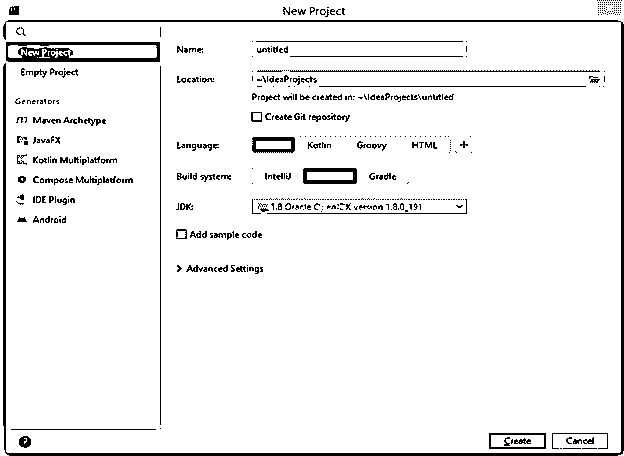 New Project
New Project
Empty Project
Generators
Maven Archetype
JavaFX
Kotlin Multiplatform
Compose Multiplatform
IDE Plugin
Android
Name: untitled
Location: ~\IdeaProjects
Project will be created in: ~\IdeaProjects\untitled
Create Git repository
Language: Kotlin Groovy HTML +
Build system: IntelliJ Gradle
JDK: 1.8 Oracle version 1.8.0_191
Add sample code
Advanced Settings
? Create Cancel